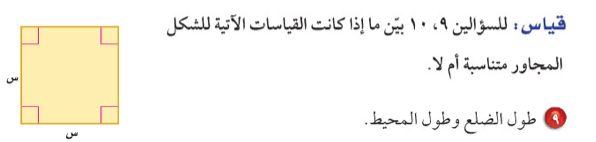 قياس: للسؤالين ٩، ١٠ بيّن ما إذا كانت القياسات الآتية للشكل
المجاور متناسبة أم لا.
٩ طول الضلع وطول المحيط.
س
س